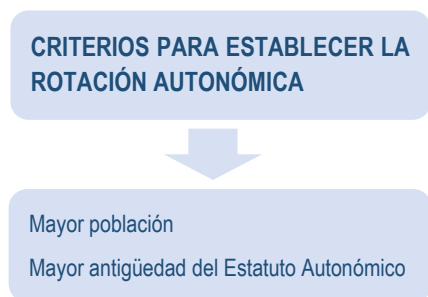 CRITERIOS PARA ESTABLECER LA
ROTACIÓN AUTONÓMICA
Mayor población
Mayor antigüedad del Estatuto Autonómico